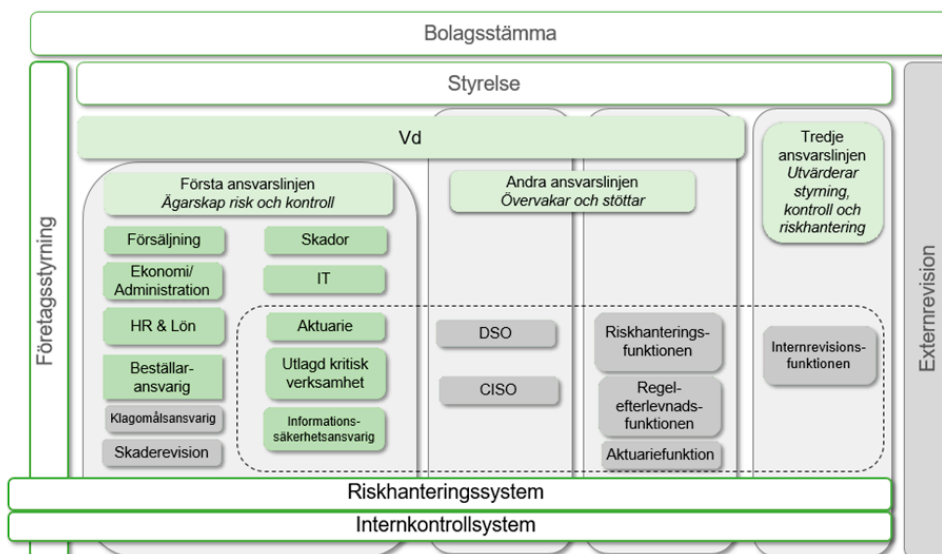 Bolagsstämma
Företagsstyrning
Styrelse
Externrevision
Vd
Första ansvarslinjen
Ägarskap risk och kontroll
Försäljning
Ekonomi/
Administration
HR & Lön
Beställar-
ansvarig
Klagomålsansvarig
Skaderevision
Skador
IT
Aktuarie
Utlagd kritisk
verksamhet
Informations-
säkerhetsansvarig
Andra ansvarslinjen
Övervakar och stöttar
DSO
CISO
Riskhanterings-
funktionen
Regel-
efterlevnads-
funktionen
Aktuariefunktion
Tredje
ansvarslinjen
Utvärderar
styrning,
kontroll och
riskhantering
Internrevisions-
funktionen
Riskhanteringssystem
Internkontrollsystem